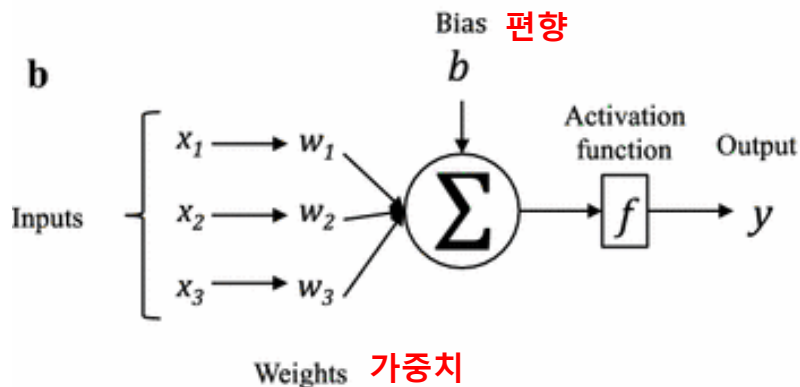 Bias 편향
b
b
Activation
function
Output
Inputs
x1 w1
x2 w2
x3 w3
Σ
f
y
Weights 가중치